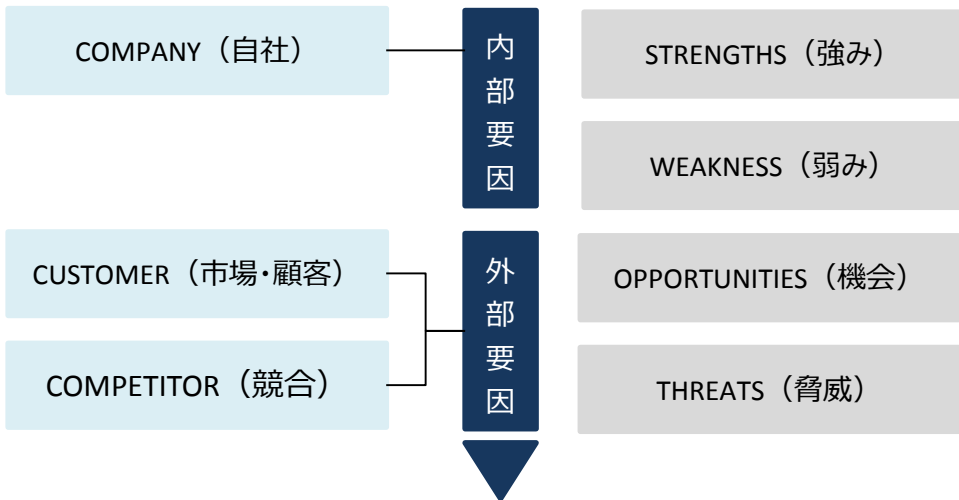 COMPANY（自社）
内部要因
STRENGTHS（強み）
WEAKNESS（弱み）
CUSTOMER（市場･顧客）
COMPETITOR（競合）
外部要因
OPPORTUNITIES（機会）
THREATS（脅威）